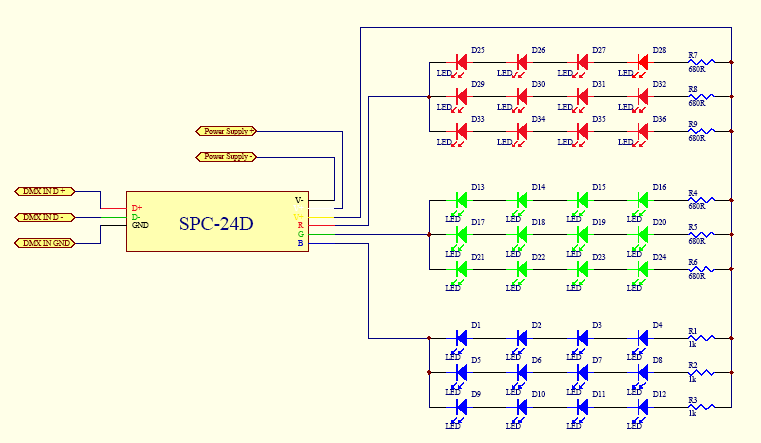 D25 D26 D27 D28 R7
LED LED LED LED 680R
D29 D30 D31 D32 R8
LED LED LED LED 680R
D33 D34 D35 D36 R9
LED LED LED LED 680R
Power Supply +
Power Supply -
DMX IN D +
DMX IN D -
DMX IN GND
D+
D-
GND
SPC-24D
V-
V+
R
G
B
D13 D14 D15 D16 R4
LED LED LED LED 680R
D17 D18 D19 D20 R5
LED LED LED LED 680R
D21 D22 D23 D24 R6
LED LED LED LED 680R
D1 D2 D3 D4 R1
LED LED LED LED 1k
D5 D6 D7 D8 R2
LED LED LED LED 1k
D9 D10 D11 D12 R3
LED LED LED LED 1k